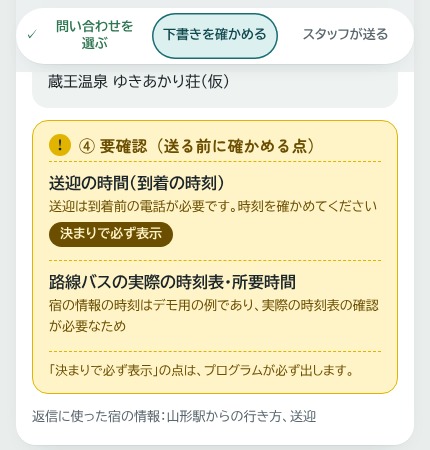 ✓ 問い合わせを
選ぶ
下書きを確かめる
スタッフが送る
蔵王温泉 ゆきあかり荘(仮)
! ④ 要確認（送る前に確かめる点）
送迎の時間（到着の時刻）
送迎は到着前の電話が必要です。時刻を確かめてください
決まりで必ず表示
路線バスの実際の時刻表・所要時間
宿の情報の時刻はデモ用の例であり、実際の時刻表の確認
が必要なため
「決まりで必ず表示」の点は、プログラムが必ず出します。
返信に使った宿の情報：山形駅からの行き方、送迎